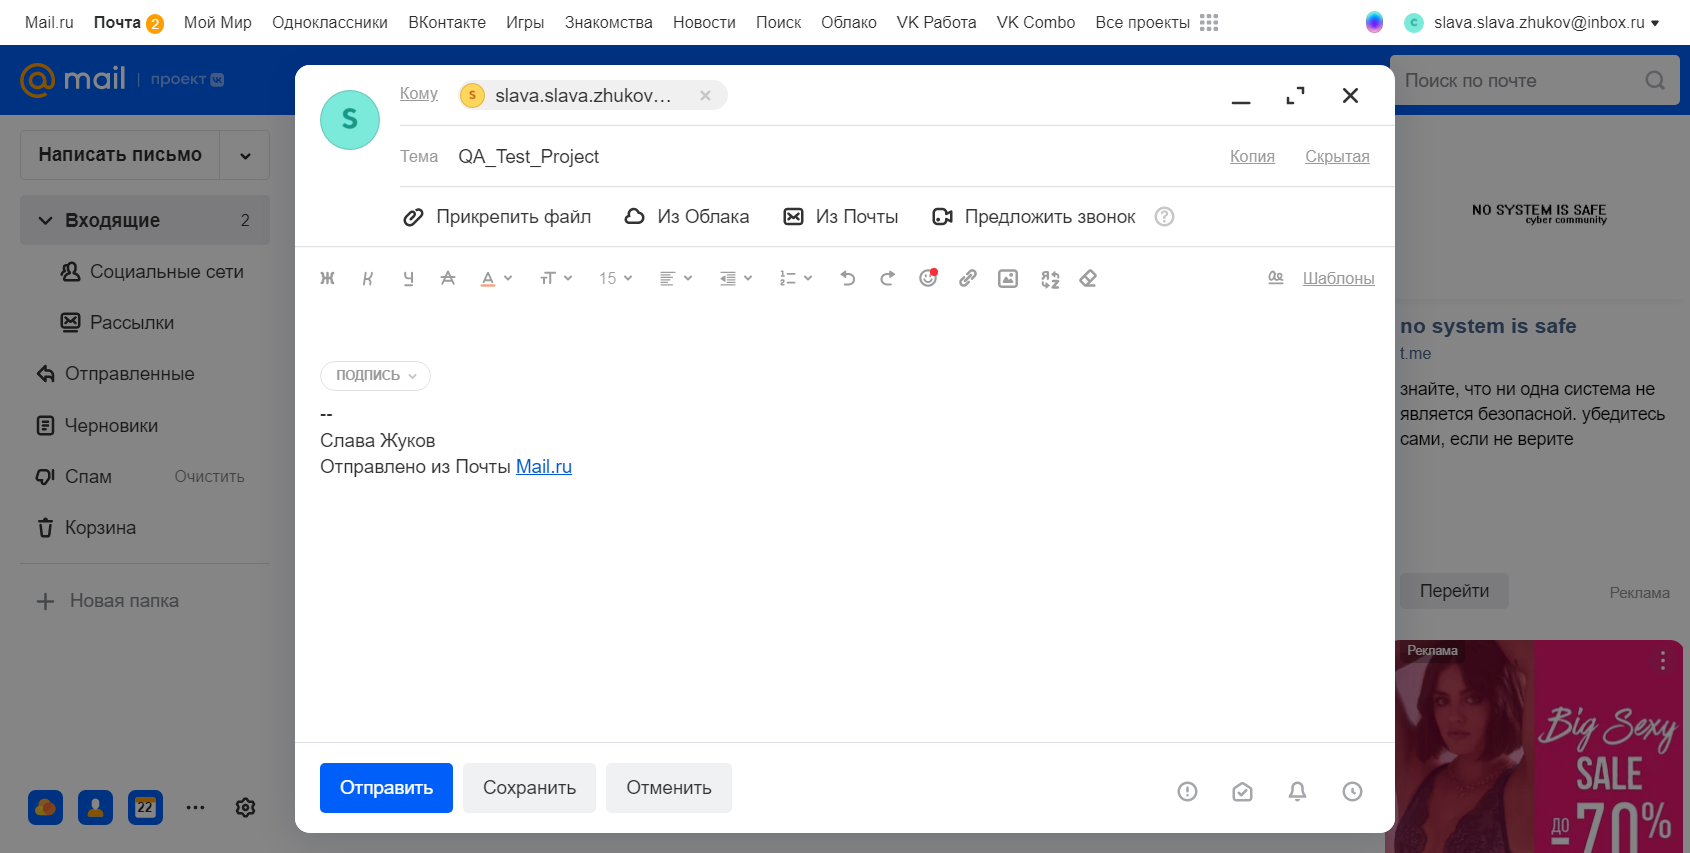 Mail.ru Почта 2 Мой Мир Одноклассники ВКонтакте Игры Знакомства Новости Поиск Облако VK Работа VK Combo Все проекты C slava.slava.zhukov@inbox.ru
mail | проект
Поиск по почте
Написать письмо
Входящие 2
Социальные сети
Рассылки
Отправленные
Черновики
Спам Очистить
Корзина
Новая папка
22
S
Кому S slava.slava.zhukov...
Тема QA_Test_Project Копия Скрытая
Прикрепить файл Из Облака Из Почты Предложить звонок ?
Ж К Ч А А тТ 15 Шаблоны
ПОДПИСЬ
--
Слава Жуков
Отправлено из Почты Mail.ru
Отправить Сохранить Отменить
NO SYSTEM IS SAFE
cyber community
no system is safe
t.me
знайте, что ни одна система не
является безопасной. убедитесь
сами, если не верите
Перейти Реклама
Реклама
Big Sexy
SALE
ДО -70%